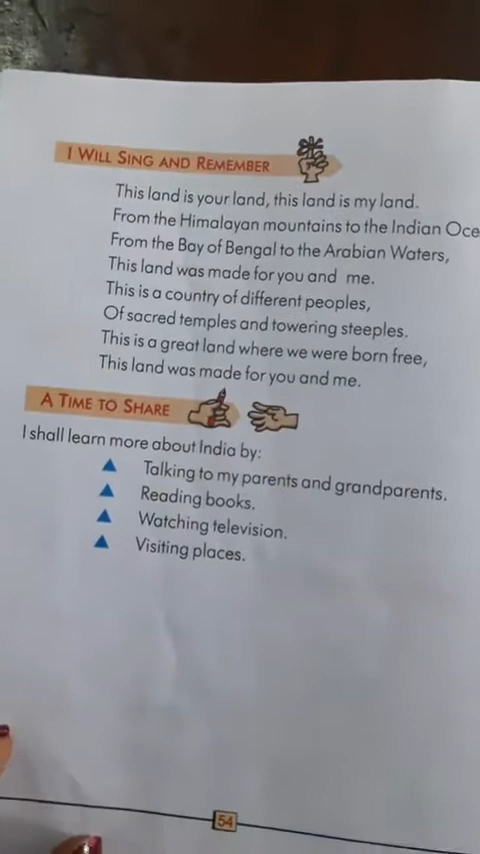 I WILL SING AND REMEMBER
This land is your land, this land is my land.
From the Himalayan mountains to the Indian Oce
From the Bay of Bengal to the Arabian Waters,
This land was made for you and me.
This is a country of different peoples,
Of sacred temples and towering steeples.
This is a great land where we were born free,
This land was made for you and me.
A TIME TO SHARE
I shall learn more about India by:
Talking to my parents and grandparents.
Reading books.
Watching television.
Visiting places.
54